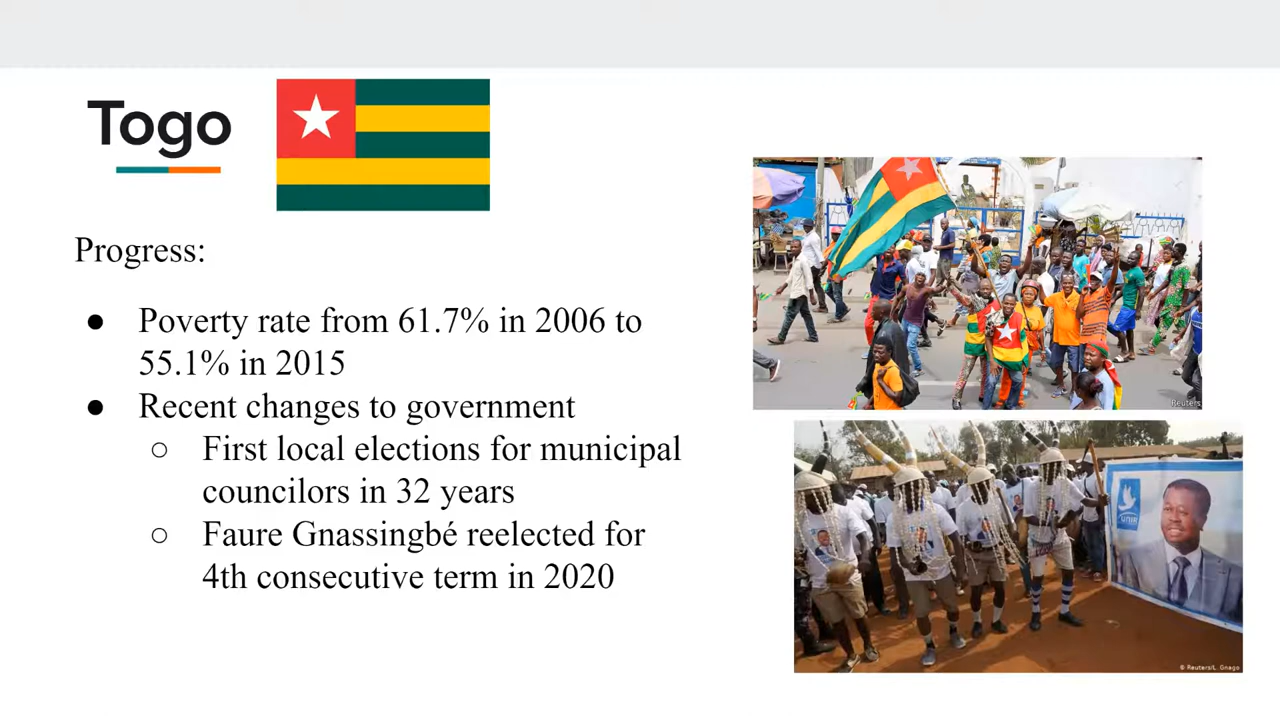 Togo
Progress:
● Poverty rate from 61.7% in 2006 to
55.1% in 2015
● Recent changes to government
○ First local elections for municipal
councilors in 32 years
○ Faure Gnassingbé reelected for
4th consecutive term in 2020
Reuters
UNIR
© Reuters/L. Gnago